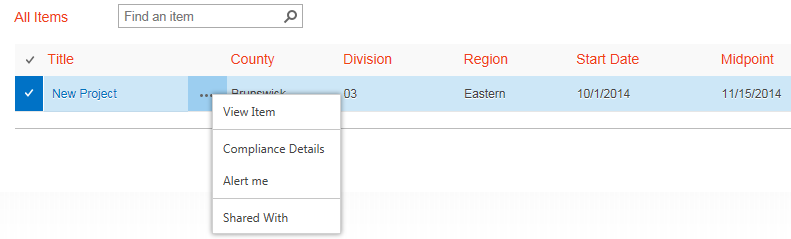 All Items Find an item
Title County Division Region Start Date Midpoint
New Project ... Brunswick 03 Eastern 10/1/2014 11/15/2014
View Item
Compliance Details
Alert me
Shared With